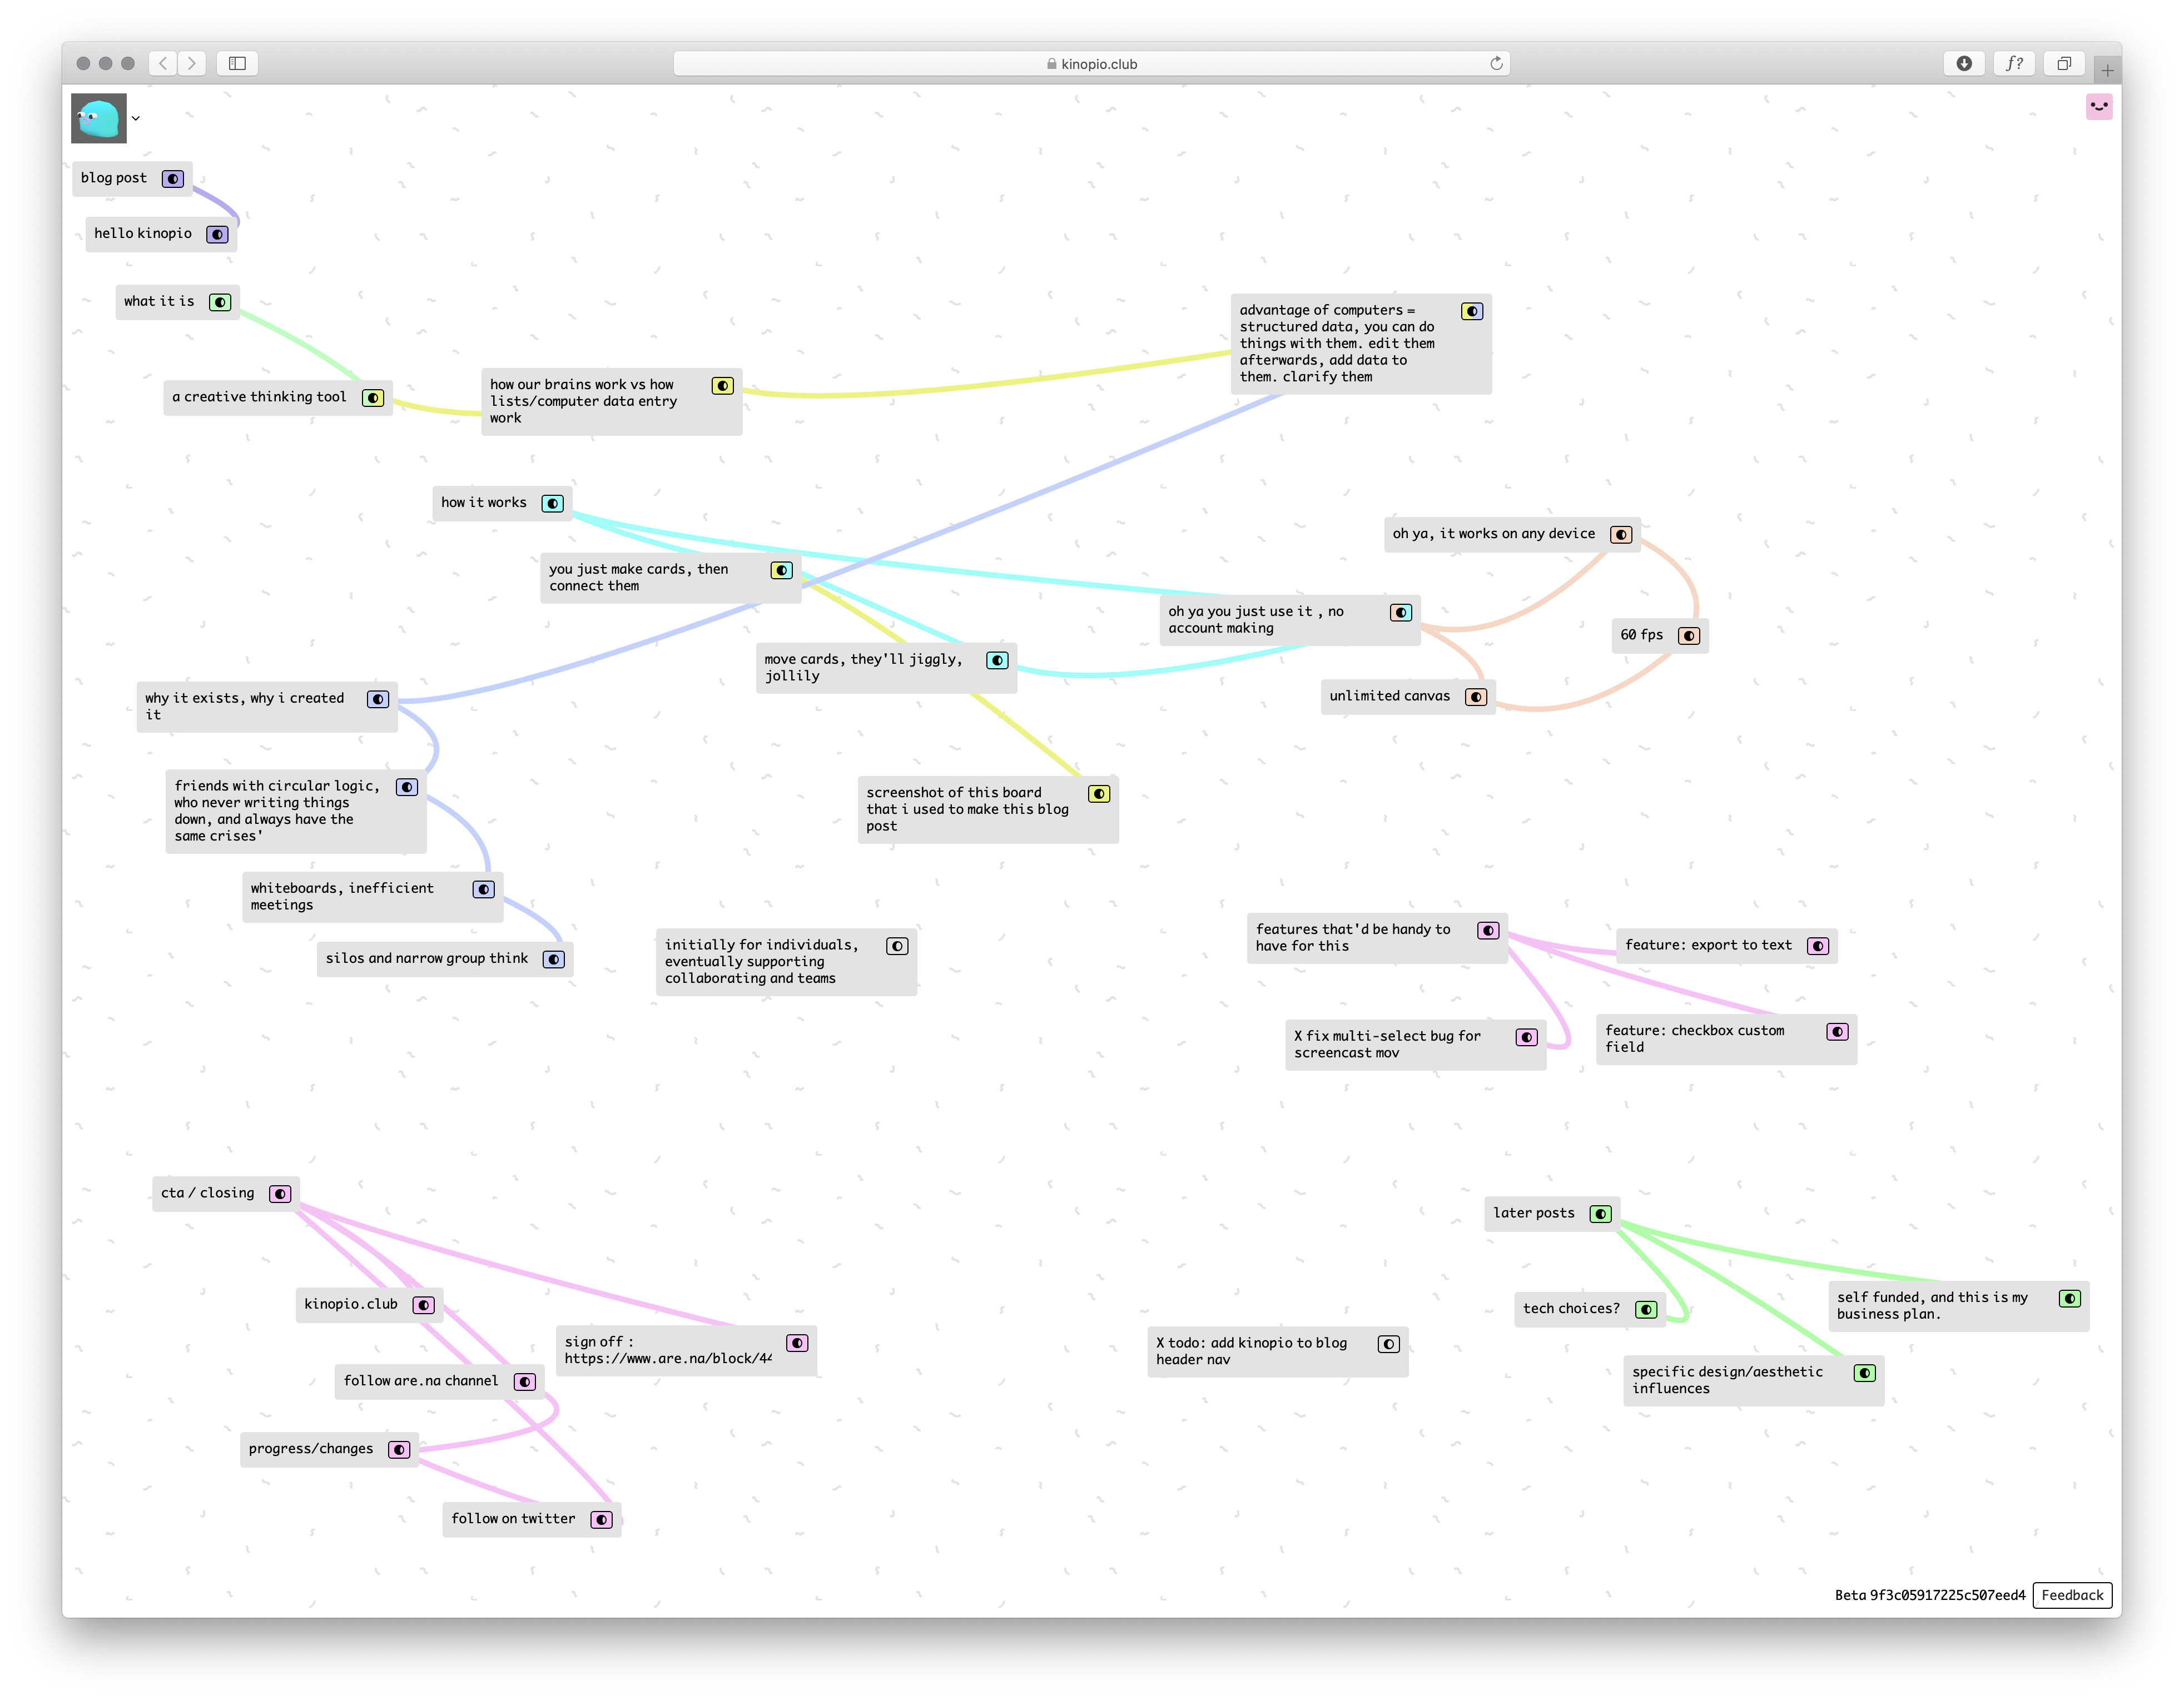 kinopio.club
ƒ?
blog post
hello kinopio
what it is
a creative thinking tool
how our brains work vs how
lists/computer data entry
work
advantage of computers =
structured data, you can do
things with them. edit them
afterwards, add data to
them. clarify them
how it works
you just make cards, then
connect them
move cards, they'll jiggly,
jollily
oh ya, it works on any device
oh ya you just use it , no
account making
60 fps
unlimited canvas
why it exists, why i created
it
friends with circular logic,
who never writing things
down, and always have the
same crises'
whiteboards, inefficient
meetings
silos and narrow group think
screenshot of this board
that i used to make this blog
post
initially for individuals,
eventually supporting
collaborating and teams
features that'd be handy to
have for this
feature: export to text
X fix multi-select bug for
screencast mov
feature: checkbox custom
field
cta / closing
kinopio.club
sign off :
https://www.are.na/block/44
follow are.na channel
progress/changes
follow on twitter
X todo: add kinopio to blog
header nav
later posts
tech choices?
self funded, and this is my
business plan.
specific design/aesthetic
influences
Beta 9f3c05917225c507eed4
Feedback